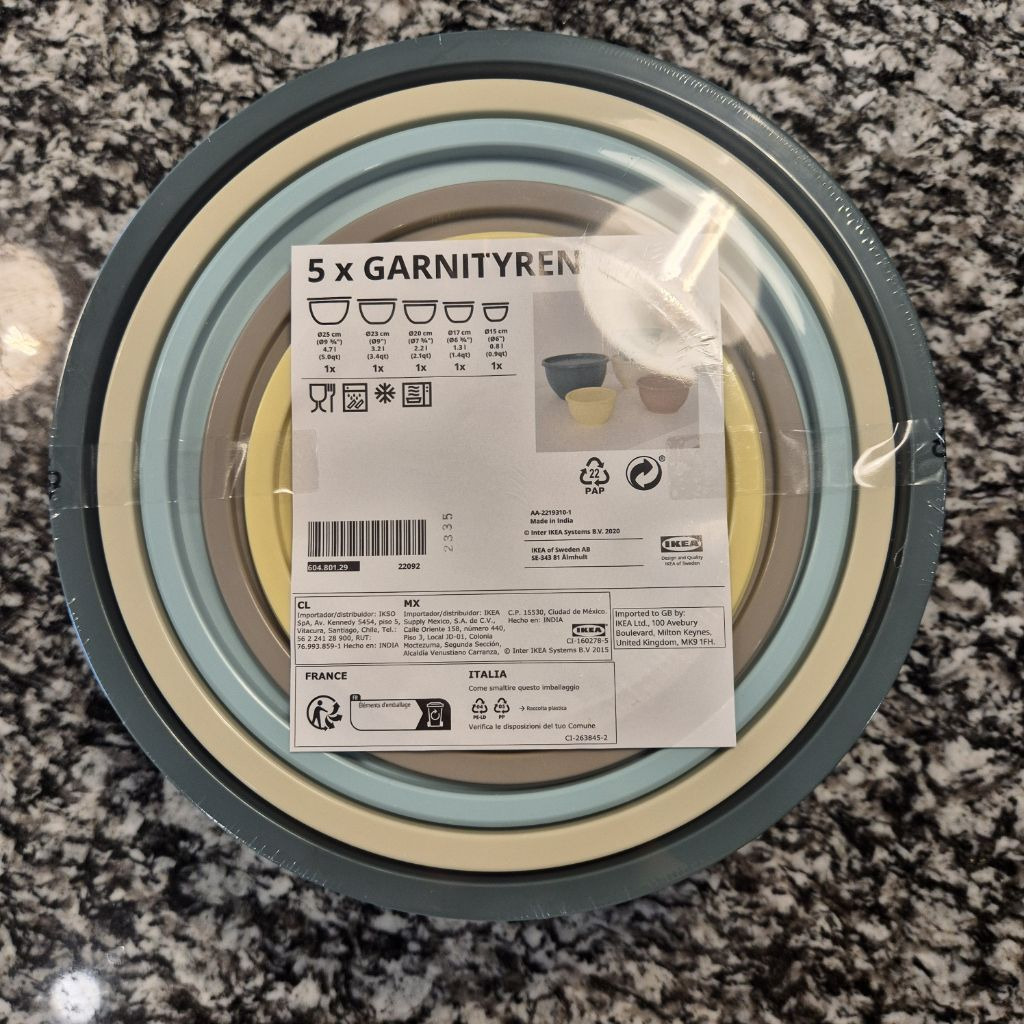 5 x GARNITYREN
Ø25 cm Ø23 cm Ø20 cm Ø17 cm Ø15 cm
(Ø9 ¾") (Ø9") (Ø7 ¾") (Ø6 ¾") (Ø6")
4.7 l 3.2 l 2.2 l 1.3 l 0.8 l
(5.0qt) (3.4qt) (2.1qt) (1.4qt) (0.9qt)
1x 1x 1x 1x 1x
22
PAP
®
2335
604.801.29 22092
AA-2219310-1
Made in India
© Inter IKEA Systems B.V. 2020
IKEA of Sweden AB
SE-343 81 Älmhult
IKEA
Design and Quality
IKEA of Sweden
CL
Importador/distribuidor: IKSO
SpA, Av. Kennedy 5454, piso 5,
Vitacura, Santiago, Chile, Tel.:
56 2 241 28 900, RUT:
76.993.859-1 Hecho en: INDIA
MX
Importador/distribuidor: IKEA
Supply Mexico, S.A. de C.V.,
Calle Oriente 158, número 440,
Piso 3, Local JD-01, Colonia
Moctezuma, Segunda Sección,
Alcaldía Venustiano Carranza,
C.P. 15530, Ciudad de México.
Hecho en: INDIA
IKEA
CI-160278-5
© Inter IKEA Systems B.V 2015
Imported to GB by:
IKEA Ltd., 100 Avebury
Boulevard, Milton Keynes,
United Kingdom, MK9 1FH.
FRANCE
FR
Éléments d'emballage
ITALIA
Come smaltire questo imballaggio
PE-LD PP → Raccolta plastica
Verifica le disposizioni del tuo Comune
CI-263845-2